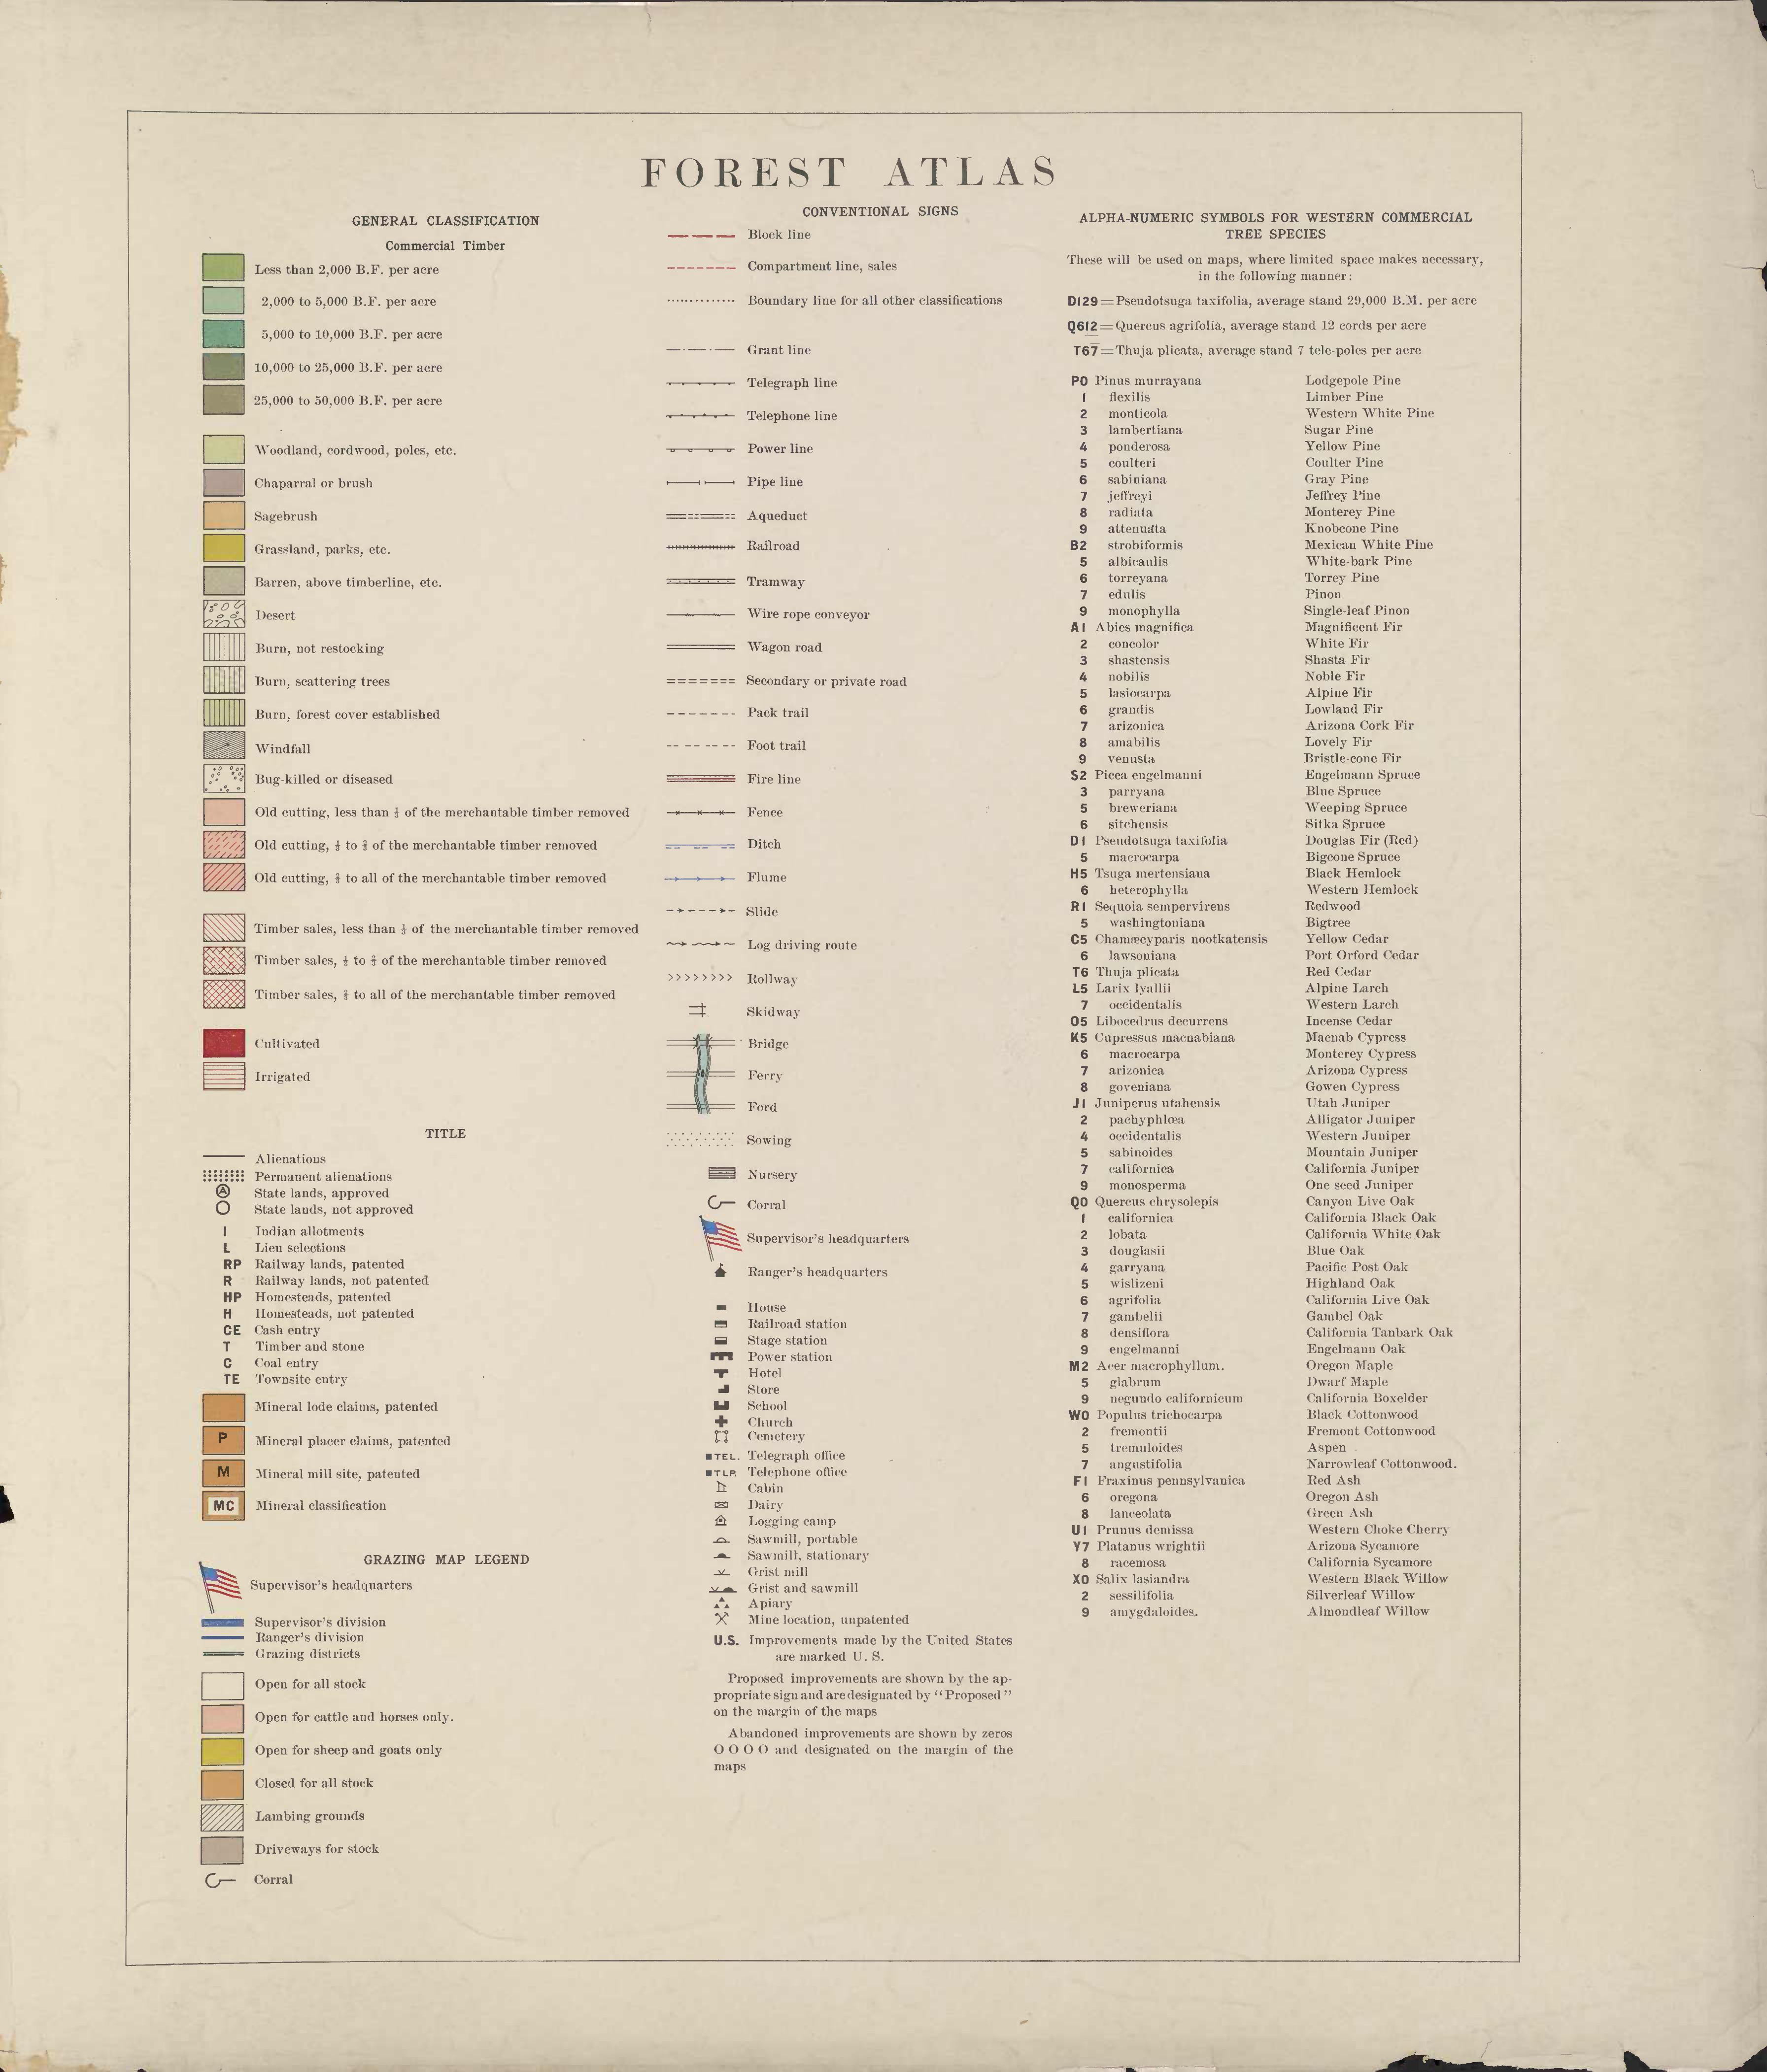 FOREST ATLAS
GENERAL CLASSIFICATION
Commercial Timber
Less than 2,000 B.F. per acre
2,000 to 5,000 B.F. per acre
5,000 to 10,000 B.F. per acre
10,000 to 25,000 B.F. per acre
25,000 to 50,000 B.F. per acre
Woodland, cordwood, poles, etc.
Chaparral or brush
Sagebrush
Grassland, parks, etc.
Barren, above timberline, etc.
Desert
Burn, not restocking
Burn, scattering trees
Burn, forest cover established
Windfall
Bug-killed or diseased
Old cutting, less than ⅓ of the merchantable timber removed
Old cutting, ⅓ to ⅔ of the merchantable timber removed
Old cutting, ⅔ to all of the merchantable timber removed
Timber sales, less than ⅓ of the merchantable timber removed
Timber sales, ⅓ to ⅔ of the merchantable timber removed
Timber sales, ⅔ to all of the merchantable timber removed
Cultivated
Irrigated
TITLE
Alienations
Permanent alienations
A State lands, approved
State lands, not approved
I Indian allotments
L Lieu selections
RP Railway lands, patented
R Railway lands, not patented
HP Homesteads, patented
H Homesteads, not patented
CE Cash entry
T Timber and stone
C Coal entry
TE Townsite entry
Mineral lode claims, patented
P Mineral placer claims, patented
M Mineral mill site, patented
MC Mineral classification
GRAZING MAP LEGEND
Supervisor's headquarters
Supervisor's division
Ranger's division
Grazing districts
Open for all stock
Open for cattle and horses only.
Open for sheep and goats only
Closed for all stock
Lambing grounds
Driveways for stock
Corral
CONVENTIONAL SIGNS
Block line
Compartment line, sales
Boundary line for all other classifications
Grant line
Telegraph line
Telephone line
Power line
Pipe line
Aqueduct
Railroad
Tramway
Wire rope conveyor
Wagon road
Secondary or private road
Pack trail
Foot trail
Fire line
Fence
Ditch
Flume
Slide
Log driving route
Rollway
Skidway
Bridge
Ferry
Ford
Sowing
Nursery
Corral
Supervisor's headquarters
Ranger's headquarters
House
Railroad station
Stage station
Power station
Hotel
Store
School
Church
Cemetery
TEL. Telegraph office
TLP. Telephone office
Cabin
Dairy
Logging camp
Sawmill, portable
Sawmill, stationary
Grist mill
Grist and sawmill
Apiary
Mine location, unpatented
U.S. Improvements made by the United States
are marked U. S.
Proposed improvements are shown by the ap-
propriate sign and are designated by "Proposed"
on the margin of the maps
Abandoned improvements are shown by zeros
O O O O and designated on the margin of the
maps
ALPHA-NUMERIC SYMBOLS FOR WESTERN COMMERCIAL
TREE SPECIES
These will be used on maps, where limited space makes necessary,
in the following manner:
D129=Pseudotsuga taxifolia, average stand 29,000 B.M. per acre
Q612=Quercus agrifolia, average stand 12 cords per acre
T67=Thuja plicata, average stand 7 tele-poles per acre
P0 Pinus murrayana Lodgepole Pine
1 flexilis Limber Pine
2 monticola Western White Pine
3 lambertiana Sugar Pine
4 ponderosa Yellow Pine
5 coulteri Coulter Pine
6 sabiniana Gray Pine
7 jeffreyi Jeffrey Pine
8 radiata Monterey Pine
9 attenuata Knobcone Pine
B2 strobiformis Mexican White Pine
5 albicaulis White-bark Pine
6 torreyana Torrey Pine
7 edulis Pinon
9 monophylla Single-leaf Pinon
A1 Abies magnifica Magnificent Fir
2 concolor White Fir
3 shastensis Shasta Fir
4 nobilis Noble Fir
5 lasiocarpa Alpine Fir
6 grandis Lowland Fir
7 arizonica Arizona Cork Fir
8 amabilis Lovely Fir
9 venusta Bristle-cone Fir
S2 Picea engelmanni Engelmann Spruce
3 parryana Blue Spruce
5 breweriana Weeping Spruce
6 sitchensis Sitka Spruce
D1 Pseudotsuga taxifolia Douglas Fir (Red)
5 macrocarpa Bigcone Spruce
H5 Tsuga mertensiana Black Hemlock
6 heterophylla Western Hemlock
R1 Sequoia sempervirens Redwood
5 washingtoniana Bigtree
C5 Chamæcyparis nootkatensis Yellow Cedar
6 lawsoniana Port Orford Cedar
T6 Thuja plicata Red Cedar
L5 Larix lyallii Alpine Larch
7 occidentalis Western Larch
O5 Libocedrus decurrens Incense Cedar
K5 Cupressus macnabiana Macnab Cypress
6 macrocarpa Monterey Cypress
7 arizonica Arizona Cypress
8 goveniana Gowen Cypress
J1 Juniperus utahensis Utah Juniper
2 pachyphlœa Alligator Juniper
4 occidentalis Western Juniper
5 sabinoides Mountain Juniper
7 californica California Juniper
9 monosperma One seed Juniper
Q0 Quercus chrysolepis Canyon Live Oak
1 californica California Black Oak
2 lobata California White Oak
3 douglasii Blue Oak
4 garryana Pacific Post Oak
5 wislizeni Highland Oak
6 agrifolia California Live Oak
7 gambelii Gambel Oak
8 densiflora California Tanbark Oak
9 engelmanni Engelmann Oak
M2 Acer macrophyllum. Oregon Maple
5 glabrum Dwarf Maple
9 negundo californicum California Boxelder
W0 Populus trichocarpa Black Cottonwood
2 fremontii Fremont Cottonwood
5 tremuloides Aspen
7 angustifolia Narrowleaf Cottonwood.
F1 Fraxinus pennsylvanica Red Ash
6 oregona Oregon Ash
8 lanceolata Green Ash
U1 Prunus demissa Western Choke Cherry
Y7 Platanus wrightii Arizona Sycamore
8 racemosa California Sycamore
X0 Salix lasiandra Western Black Willow
2 sessilifolia Silverleaf Willow
9 amygdaloides. Almondleaf Willow